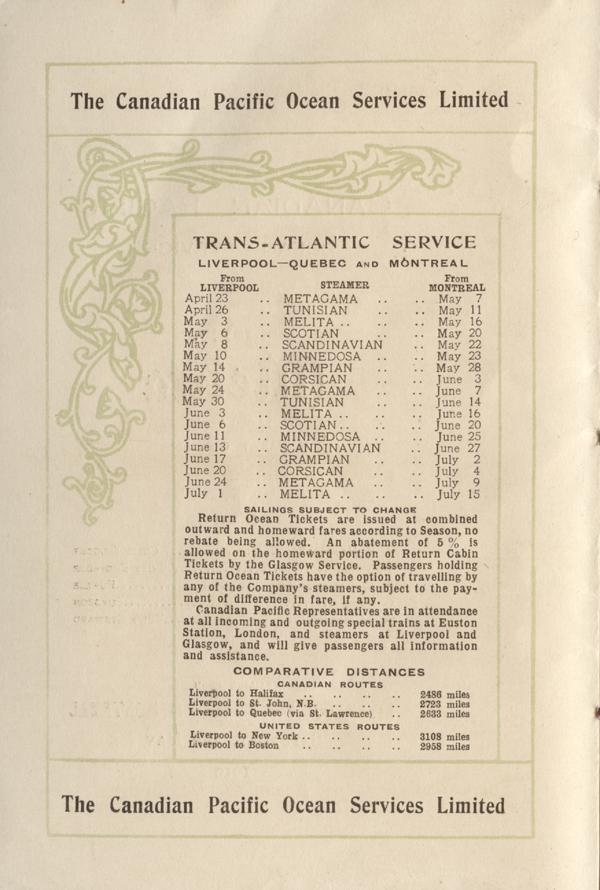 The Canadian Pacific Ocean Services Limited
TRANS-ATLANTIC SERVICE
LIVERPOOL—QUEBEC AND MONTREAL
From LIVERPOOL STEAMER From MONTREAL
April 23 .. METAGAMA .. .. May 7
April 26 .. TUNISIAN .. .. May 11
May 3 .. MELITA .. .. .. May 16
May 6 .. SCOTIAN .. .. May 20
May 8 .. SCANDINAVIAN .. May 22
May 10 .. MINNEDOSA .. .. May 23
May 14 .. GRAMPIAN .. .. May 28
May 20 .. CORSICAN .. .. June 3
May 24 .. METAGAMA .. .. June 7
May 30 .. TUNISIAN .. .. June 14
June 3 .. MELITA .. .. .. June 16
June 6 .. SCOTIAN .. .. .. June 20
June 11 .. MINNEDOSA .. .. June 25
June 13 .. SCANDINAVIAN .. June 27
June 17 .. GRAMPIAN .. .. July 2
June 20 .. CORSICAN .. .. July 4
June 24 .. METAGAMA .. .. July 9
July 1 .. MELITA .. .. .. July 15
SAILINGS SUBJECT TO CHANGE
Return Ocean Tickets are issued at combined
outward and homeward fares according to Season, no
rebate being allowed. An abatement of 5 % is
allowed on the homeward portion of Return Cabin
Tickets by the Glasgow Service. Passengers holding
Return Ocean Tickets have the option of travelling by
any of the Company's steamers, subject to the pay-
ment of difference in fare, if any.
Canadian Pacific Representatives are in attendance
at all incoming and outgoing special trains at Euston
Station, London, and steamers at Liverpool and
Glasgow, and will give passengers all information
and assistance.
COMPARATIVE DISTANCES
CANADIAN ROUTES
Liverpool to Halifax .. .. .. .. 2486 miles
Liverpool to St. John, N.B. .. .. .. 2723 miles
Liverpool to Quebec (via St. Lawrence) .. 2633 miles
UNITED STATES ROUTES
Liverpool to New York .. .. .. .. 3108 miles
Liverpool to Boston .. .. .. .. 2958 miles
The Canadian Pacific Ocean Services Limited